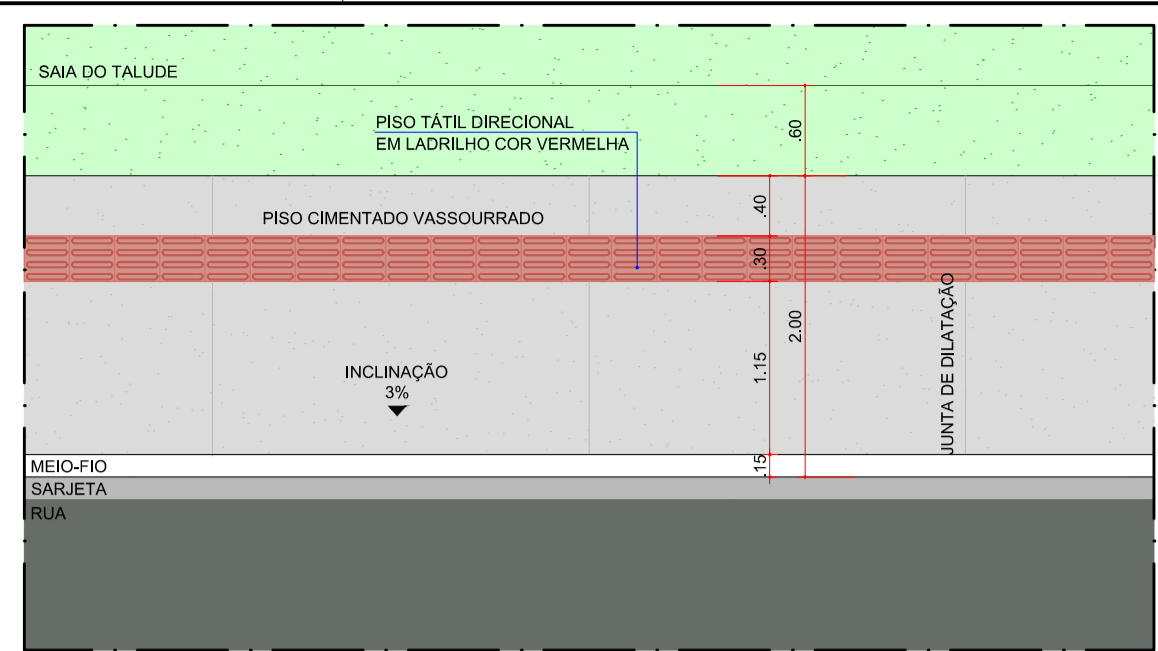 SAIA DO TALUDE
PISO TÁTIL DIRECIONAL
EM LADRILHO COR VERMELHA
.60
PISO CIMENTADO VASSOURRADO
.40
.30
2.00
1.15
JUNTA DE DILATAÇÃO
INCLINAÇÃO
3%
MEIO-FIO
.15
SARJETA
RUA